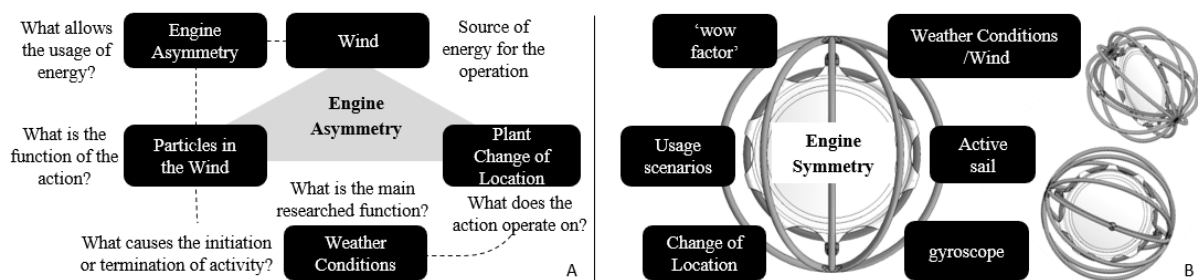 What allows
the usage of
energy?
Engine
Asymmetry
Wind
Source of
energy for the
operation
Engine
Asymmetry
What is the
function of the
action?
Particles in
the Wind
Plant
Change of
Location
What is the main
researched function?
What does the
action operate on?
What causes the initiation
or termination of activity?
Weather
Conditions
A
‘wow
factor’
Weather Conditions
/Wind
Usage
scenarios
Engine
Symmetry
Active
sail
Change of
Location
gyroscope
B